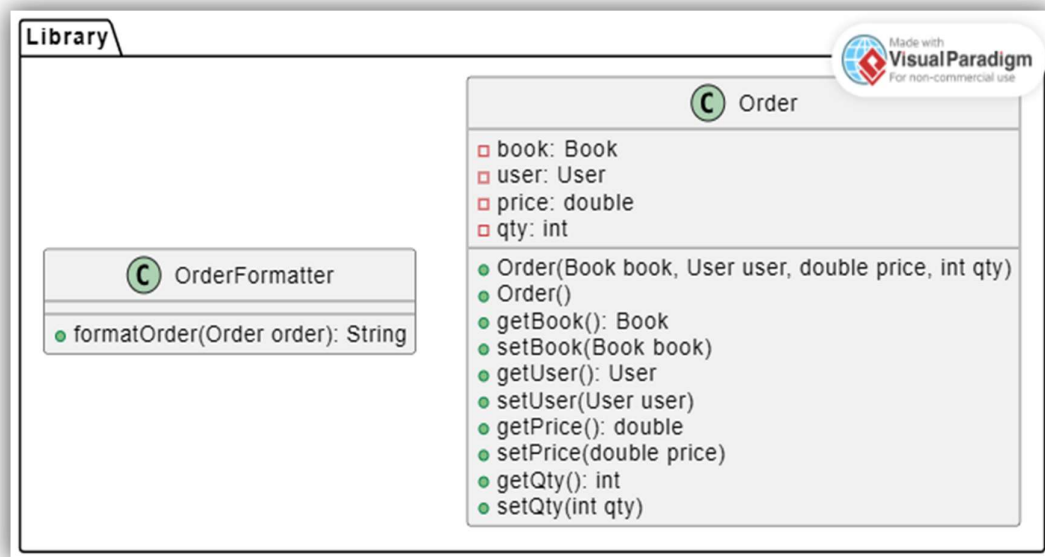 Library
Made with
Visual Paradigm
For non-commercial use
C Order
book: Book
user: User
price: double
qty: int
Order(Book book, User user, double price, int qty)
Order()
getBook(): Book
setBook(Book book)
getUser(): User
setUser(User user)
getPrice(): double
setPrice(double price)
getQty(): int
setQty(int qty)
C OrderFormatter
formatOrder(Order order): String